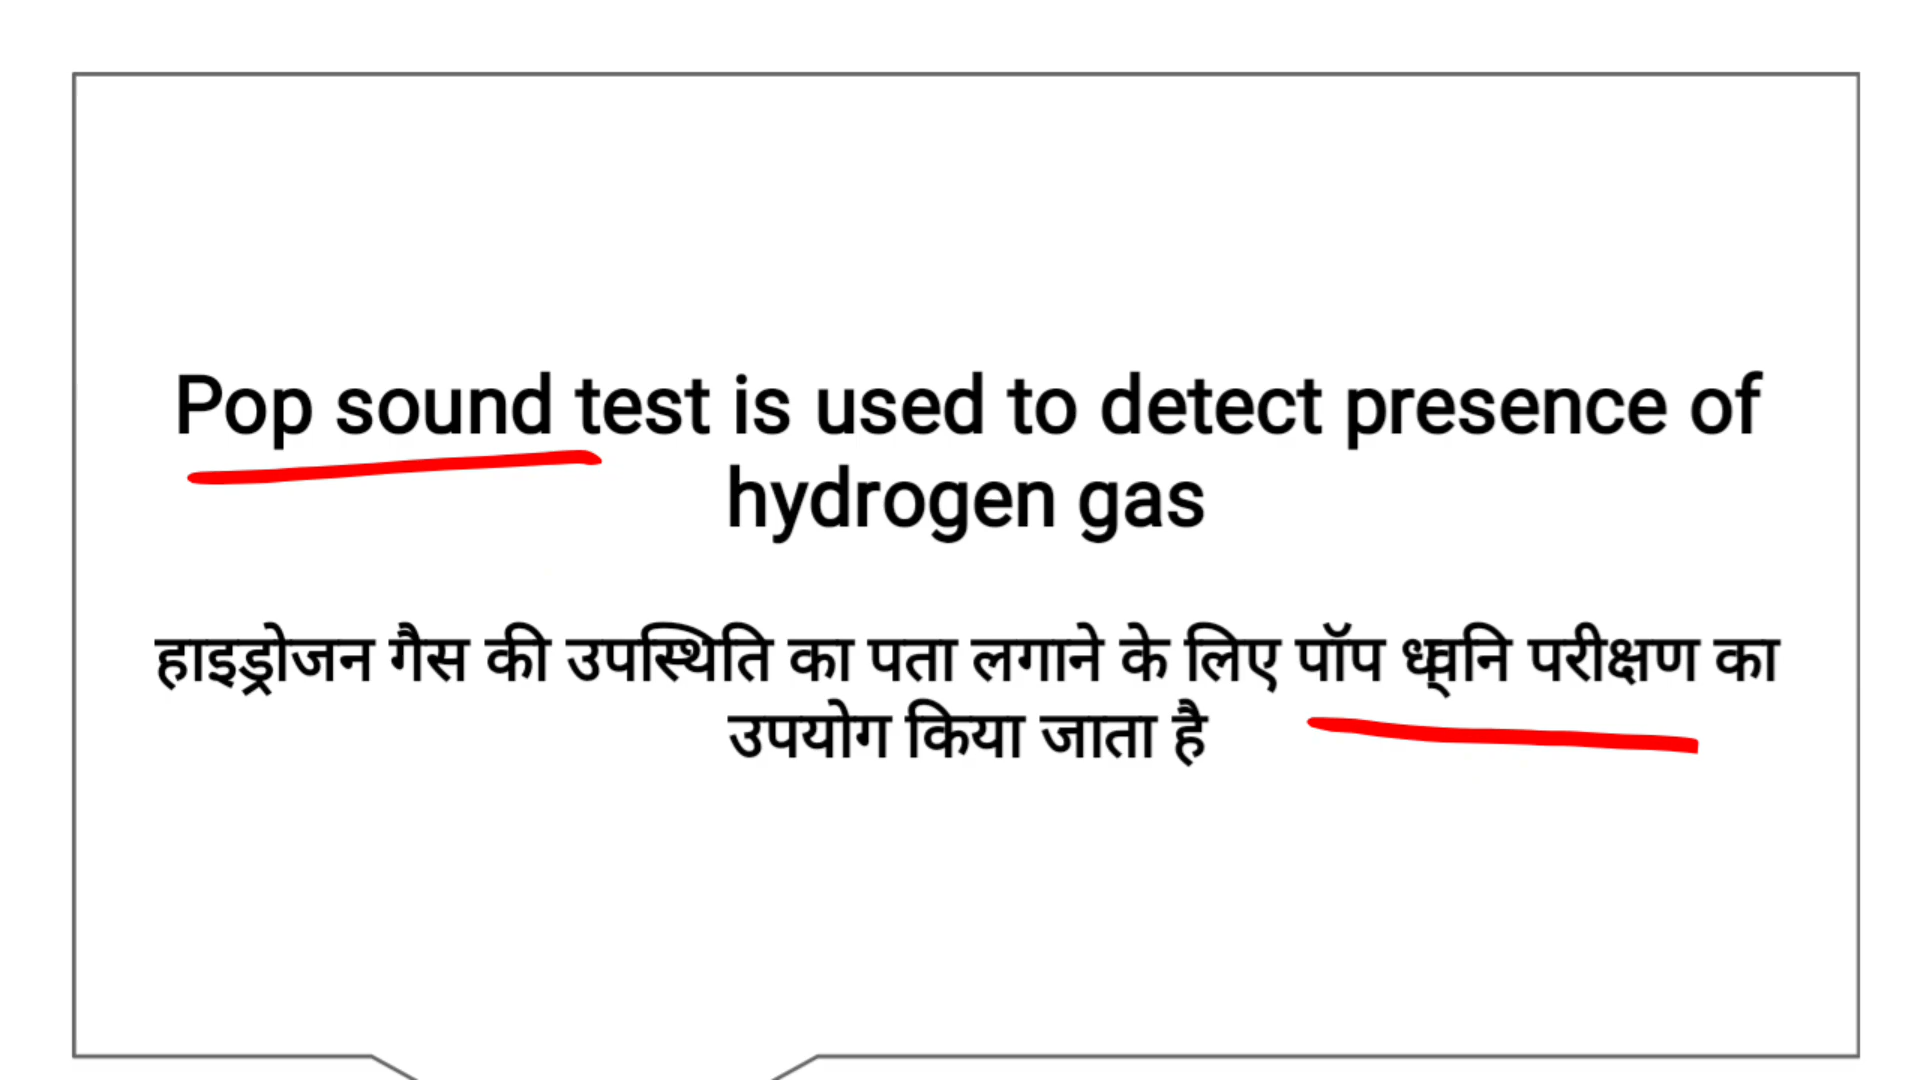 Pop sound test is used to detect presence of
hydrogen gas
हाइड्रोजन गैस की उपस्थिति का पता लगाने के लिए पॉप ध्वनि परीक्षण का
उपयोग किया जाता है